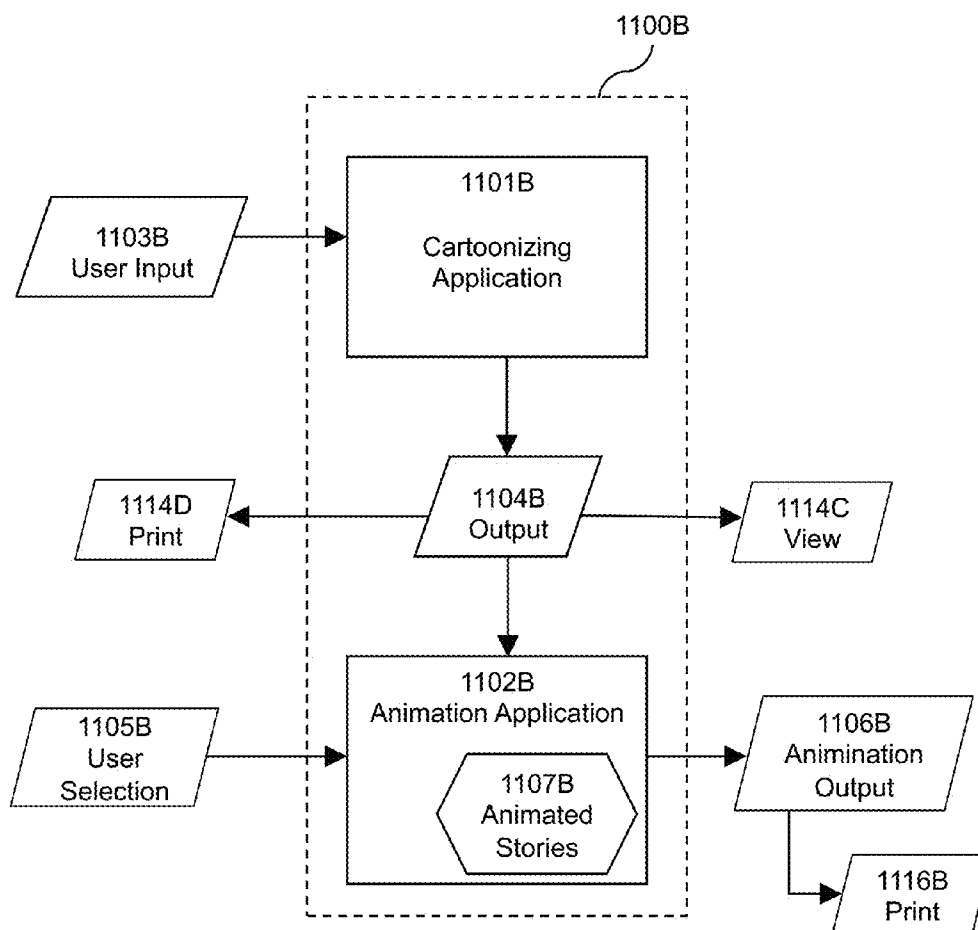 1100B
1101B
Cartoonizing
Application
1103B
User Input
1104B
Output
1114D
Print
1114C
View
1102B
Animation Application
1105B
User
Selection
1107B
Animated
Stories
1106B
Animination
Output
1116B
Print